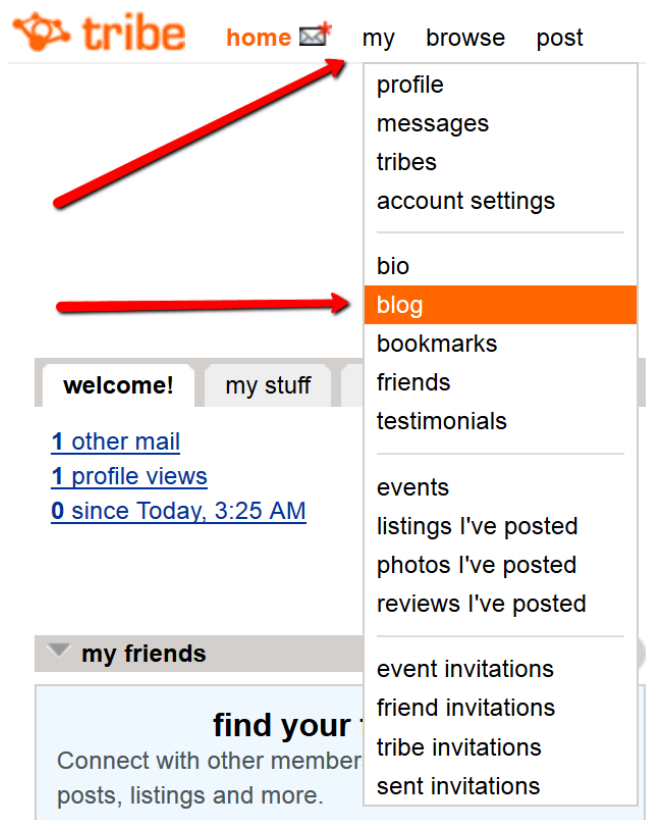 tribe home my browse post
profile
messages
tribes
account settings
bio
blog
bookmarks
friends
testimonials
events
listings I've posted
photos I've posted
reviews I've posted
event invitations
friend invitations
tribe invitations
sent invitations
welcome! my stuff
1 other mail
1 profile views
0 since Today, 3:25 AM
my friends
find your
Connect with other member
posts, listings and more.